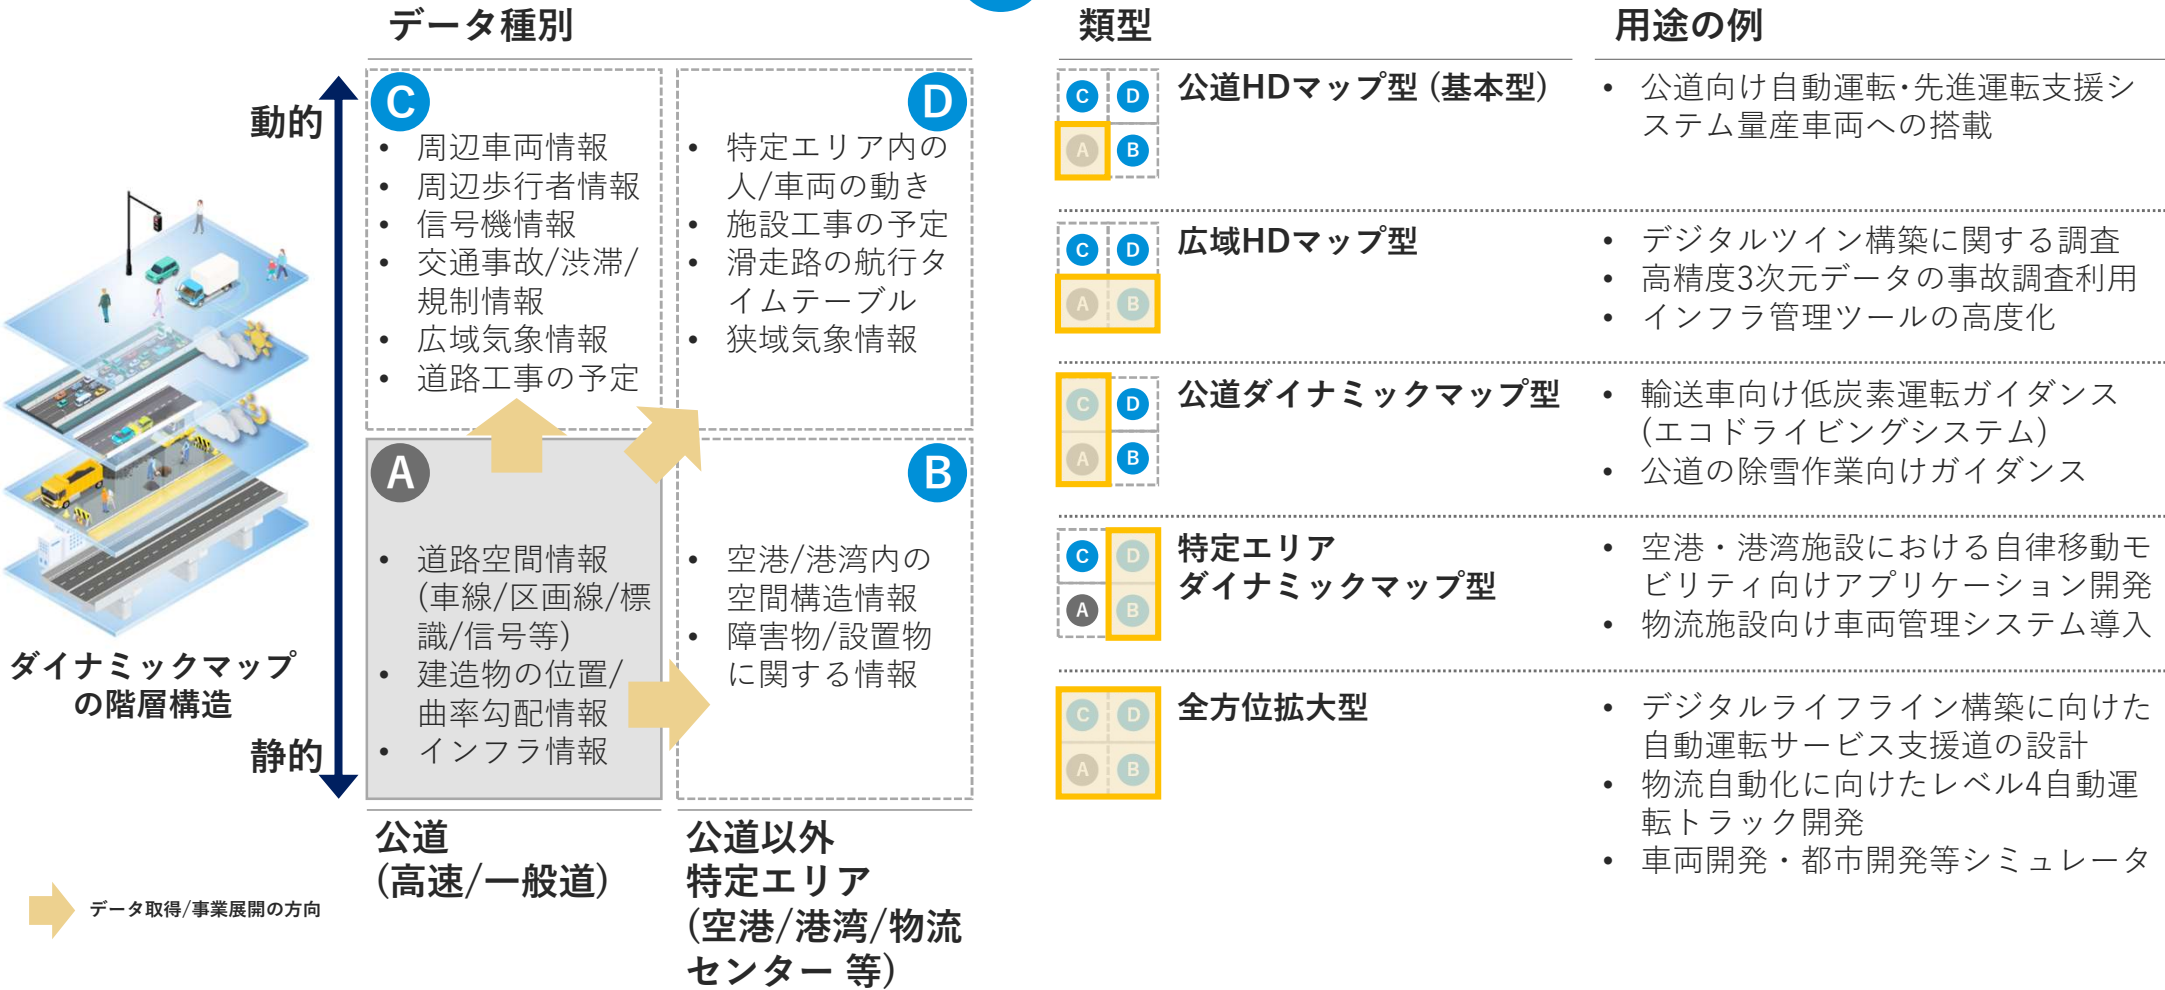 データ種別
動的
静的
ダイナミックマップ
の階層構造
データ取得/事業展開の方向
C
• 周辺車両情報
• 周辺歩行者情報
• 信号機情報
• 交通事故/渋滞/
規制情報
• 広域気象情報
• 道路工事の予定
D
• 特定エリア内の
人/車両の動き
• 施設工事の予定
• 滑走路の航行タ
イムテーブル
• 狭域気象情報
A
• 道路空間情報
(車線/区画線/標
識/信号等)
• 建造物の位置/
曲率勾配情報
• インフラ情報
B
• 空港/港湾内の
空間構造情報
• 障害物/設置物
に関する情報
公道
(高速/一般道)
公道以外
特定エリア
(空港/港湾/物流
センター 等)
類型
用途の例
C D
A B
公道HDマップ型 (基本型)
• 公道向け自動運転･先進運転支援シ
ステム量産車両への搭載
C D
A B
広域HDマップ型
• デジタルツイン構築に関する調査
• 高精度3次元データの事故調査利用
• インフラ管理ツールの高度化
C D
A B
公道ダイナミックマップ型
• 輸送車向け低炭素運転ガイダンス
(エコドライビングシステム)
• 公道の除雪作業向けガイダンス
C D
A B
特定エリア
ダイナミックマップ型
• 空港・港湾施設における自律移動モ
ビリティ向けアプリケーション開発
• 物流施設向け車両管理システム導入
C D
A B
全方位拡大型
• デジタルライフライン構築に向けた
自動運転サービス支援道の設計
• 物流自動化に向けたレベル4自動運
転トラック開発
• 車両開発・都市開発等シミュレータ